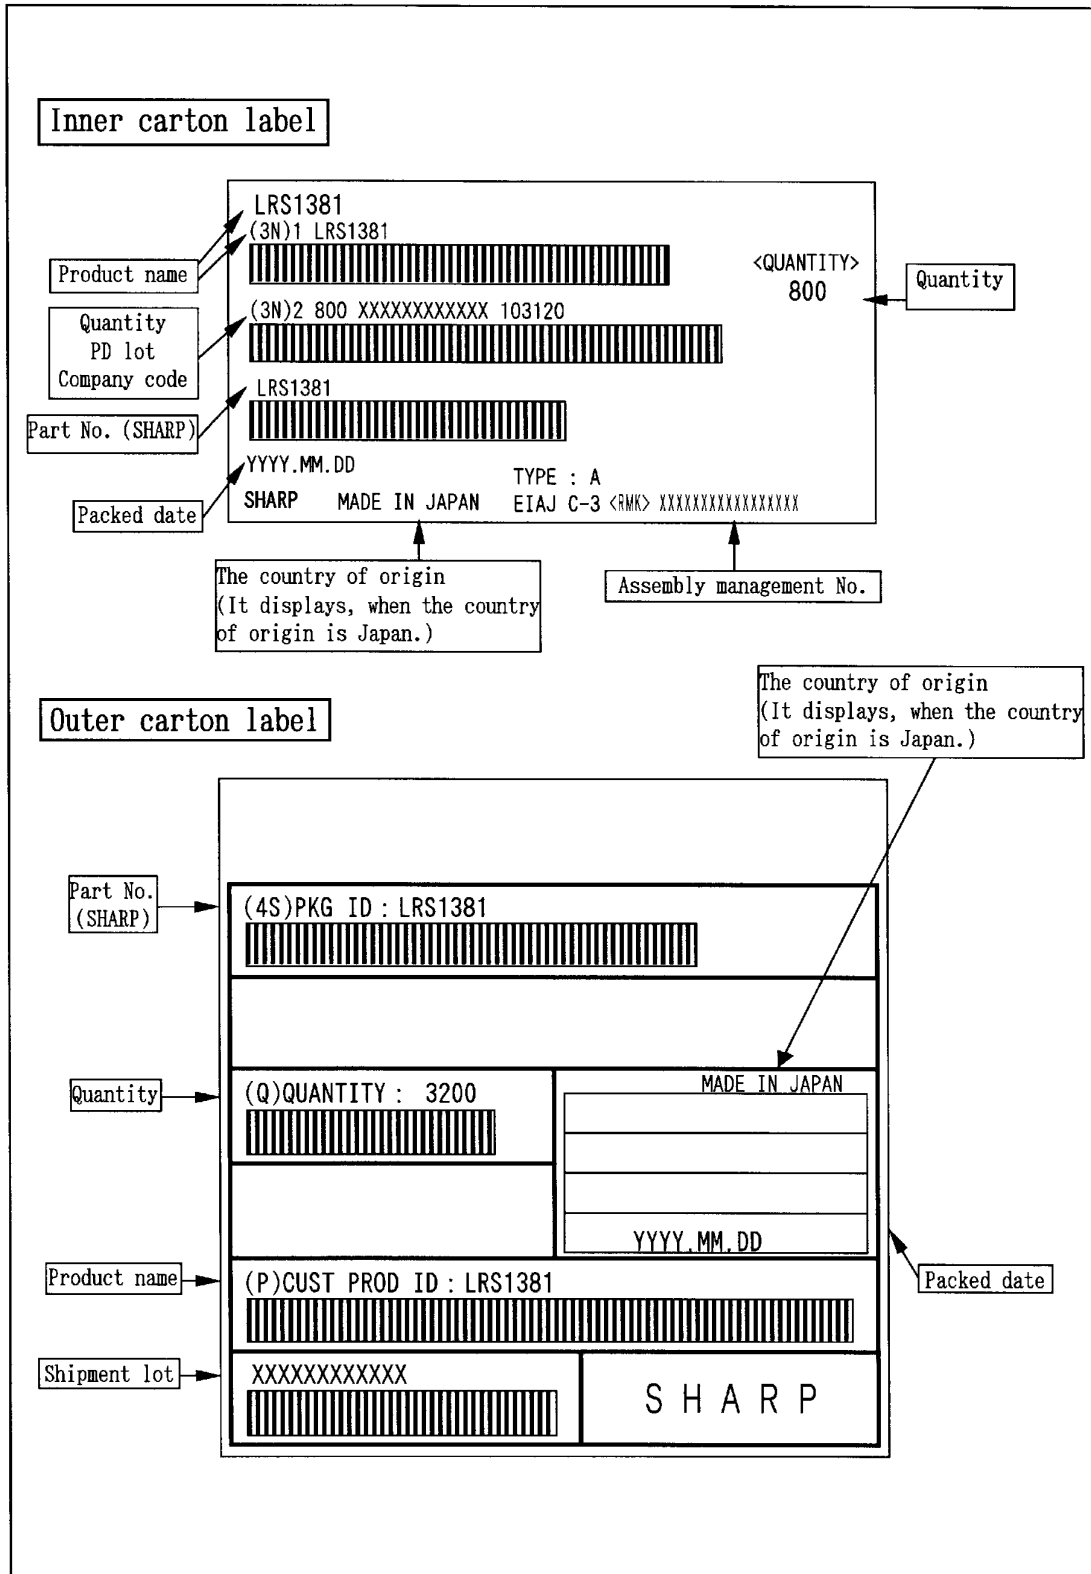 Inner carton label
LRS1381
(3N)1 LRS1381
Product name
<QUANTITY>
800
Quantity
(3N)2 800 XXXXXXXXXXXX 103120
Quantity
PD lot
Company code
LRS1381
Part No. (SHARP)
YYYY.MM.DD
TYPE : A
SHARP MADE IN JAPAN EIAJ C-3 <RMK> XXXXXXXXXXXXXXXXX
Packed date
The country of origin
(It displays, when the country
of origin is Japan.)
Assembly management No.
The country of origin
(It displays, when the country
of origin is Japan.)
Outer carton label
Part No.
(SHARP)
(4S)PKG ID : LRS1381
Quantity
(Q)QUANTITY : 3200
MADE IN JAPAN
YYYY.MM.DD
Product name
(P)CUST PROD ID : LRS1381
Packed date
Shipment lot
XXXXXXXXXXXX
SHARP